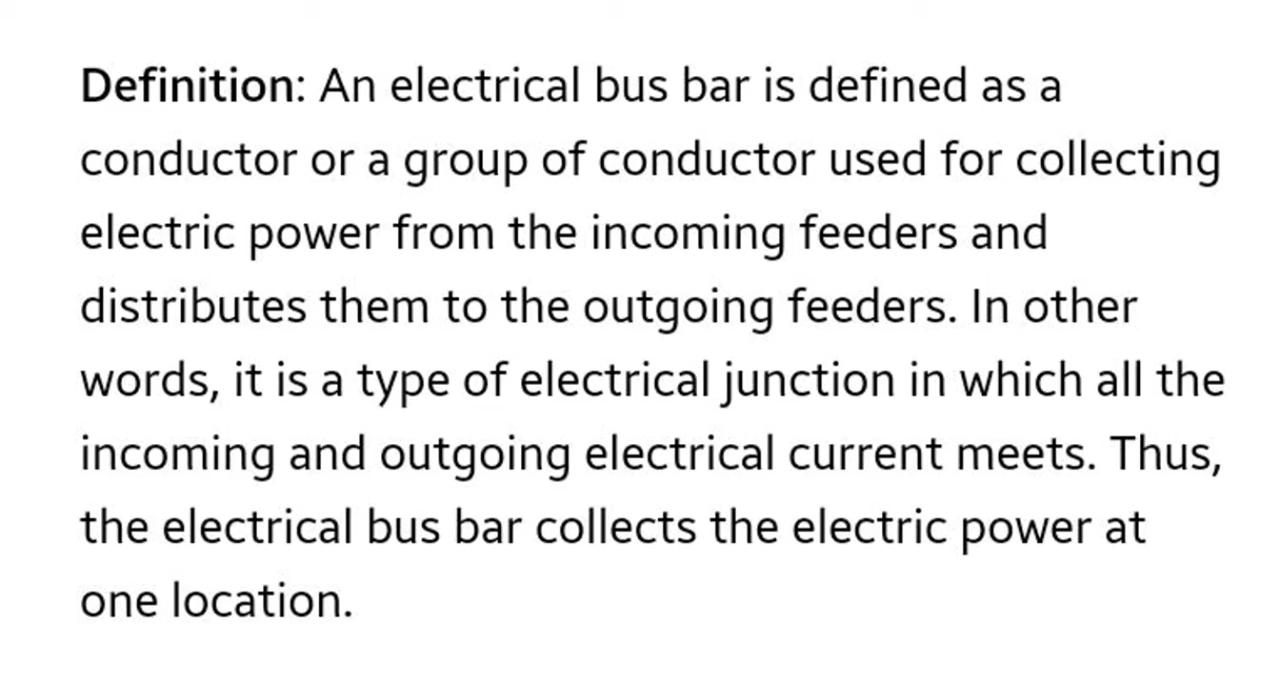 Definition: An electrical bus bar is defined as a
conductor or a group of conductor used for collecting
electric power from the incoming feeders and
distributes them to the outgoing feeders. In other
words, it is a type of electrical junction in which all the
incoming and outgoing electrical current meets. Thus,
the electrical bus bar collects the electric power at
one location.